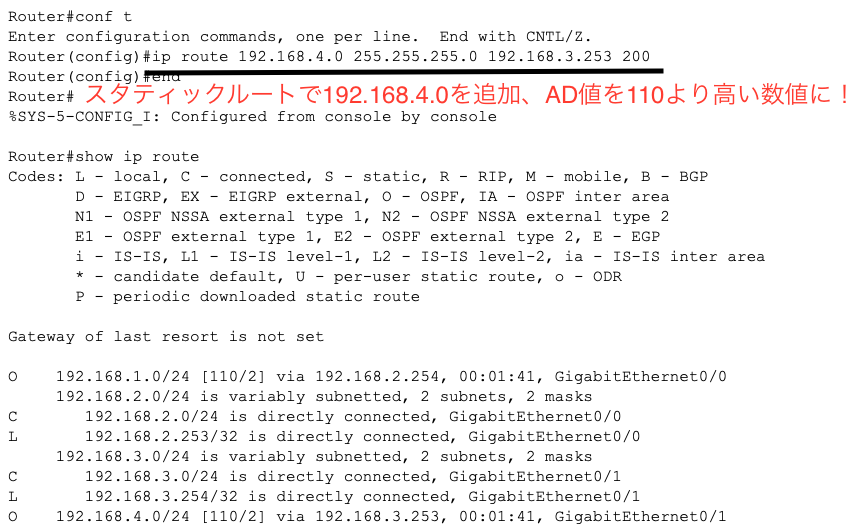 Router#conf t
Enter configuration commands, one per line.  End with CNTL/Z.
Router(config)#ip route 192.168.4.0 255.255.255.0 192.168.3.253 200
Router(config)#end
Router#
スタティックルートで192.168.4.0を追加、AD値を110より高い数値に！
%SYS-5-CONFIG_I: Configured from console by console
Router#show ip route
Codes: L - local, C - connected, S - static, R - RIP, M - mobile, B - BGP
D - EIGRP, EX - EIGRP external, O - OSPF, IA - OSPF inter area
N1 - OSPF NSSA external type 1, N2 - OSPF NSSA external type 2
E1 - OSPF external type 1, E2 - OSPF external type 2, E - EGP
i - IS-IS, L1 - IS-IS level-1, L2 - IS-IS level-2, ia - IS-IS inter area
* - candidate default, U - per-user static route, o - ODR
P - periodic downloaded static route
Gateway of last resort is not set
O    192.168.1.0/24 [110/2] via 192.168.2.254, 00:01:41, GigabitEthernet0/0
192.168.2.0/24 is variably subnetted, 2 subnets, 2 masks
C       192.168.2.0/24 is directly connected, GigabitEthernet0/0
L       192.168.2.253/32 is directly connected, GigabitEthernet0/0
192.168.3.0/24 is variably subnetted, 2 subnets, 2 masks
C       192.168.3.0/24 is directly connected, GigabitEthernet0/1
L       192.168.3.254/32 is directly connected, GigabitEthernet0/1
O    192.168.4.0/24 [110/2] via 192.168.3.253, 00:01:41, GigabitEthernet0/1